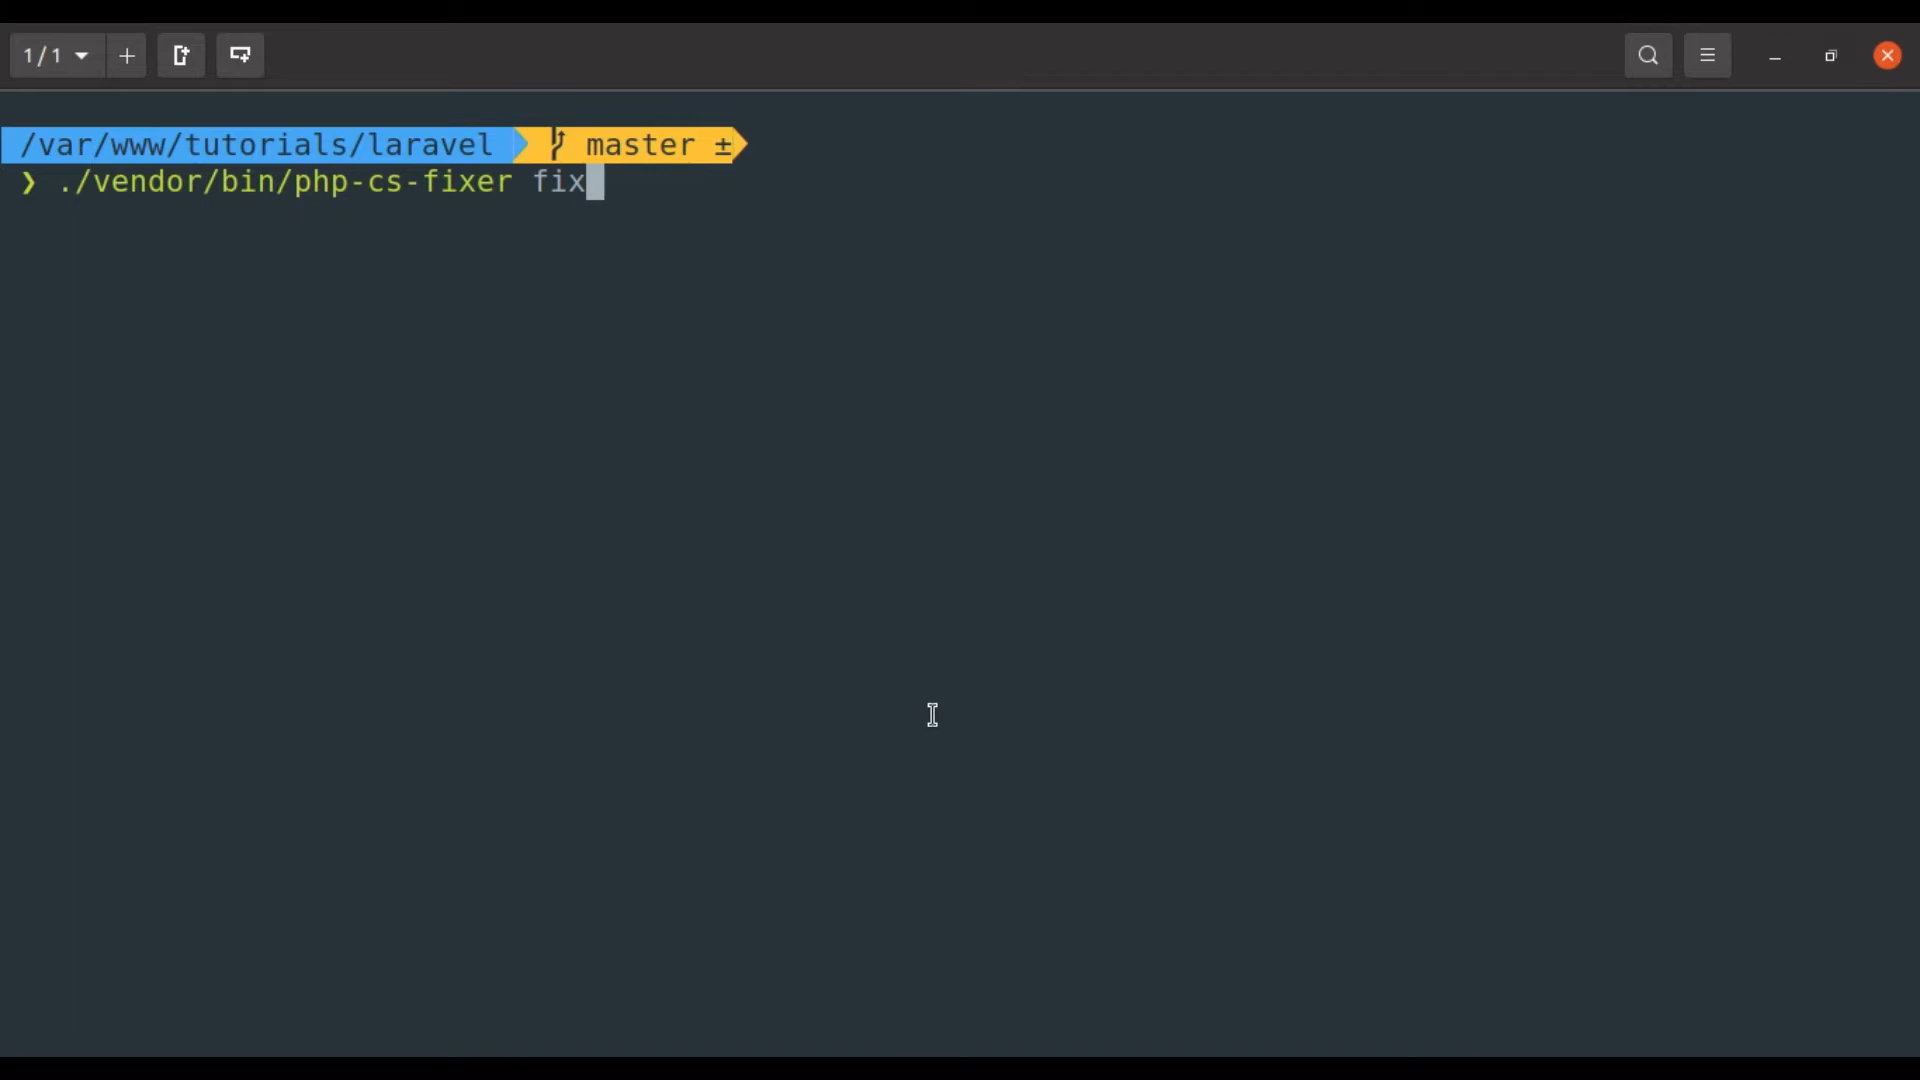 1/1
/var/www/tutorials/laravel master ±
❯ ./vendor/bin/php-cs-fixer fix